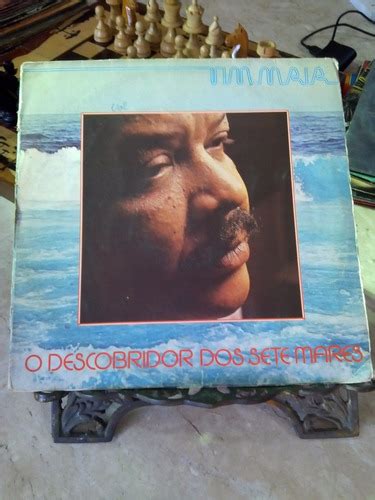 TIM MAIA
O DESCOBRIDOR DOS SETE MARES